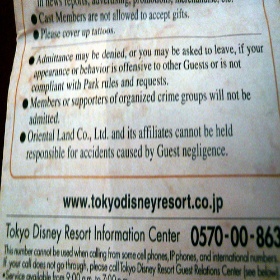 in news reports, advertising, promotions, merchandise, etc.
• Cast Members are not allowed to accept gifts.
• Please cover up tattoos.
• Admittance may be denied, or you may be asked to leave, if your
appearance or behavior is offensive to other Guests or is not
compliant with Park rules and requests.
• Members or supporters of organized crime groups will not be
admitted.
• Oriental Land Co., Ltd. and its affiliates cannot be held
responsible for accidents caused by Guest negligence.
www.tokyodisneyresort.co.jp
Tokyo Disney Resort Information Center 0570-00-863
This number cannot be used when calling from some cell phones, IP phones, and international numbers.
If your call does not go through, please call Tokyo Disney Resort Guest Relations Center (see below)
•Service available from 9:00 a.m. to 7:00 p.m.